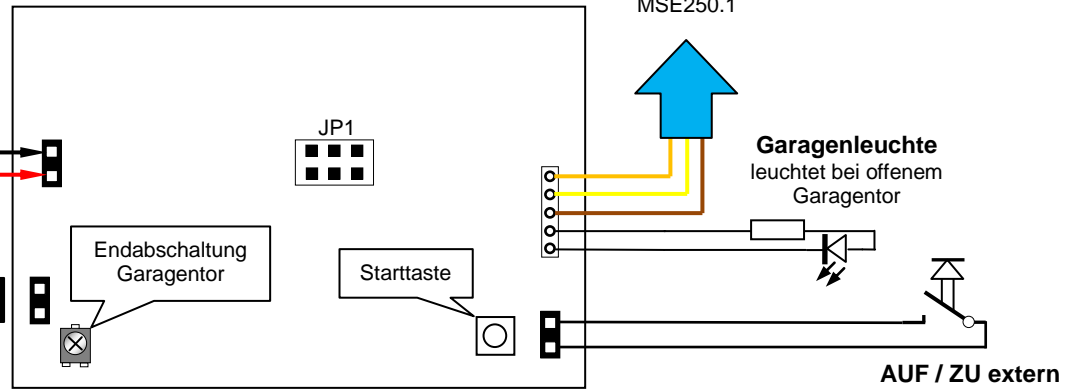 MSE250.1
JP1
Garagenleuchte
leuchtet bei offenem
Garagentor
Endabschaltung
Garagentor
Starttaste
AUF / ZU extern